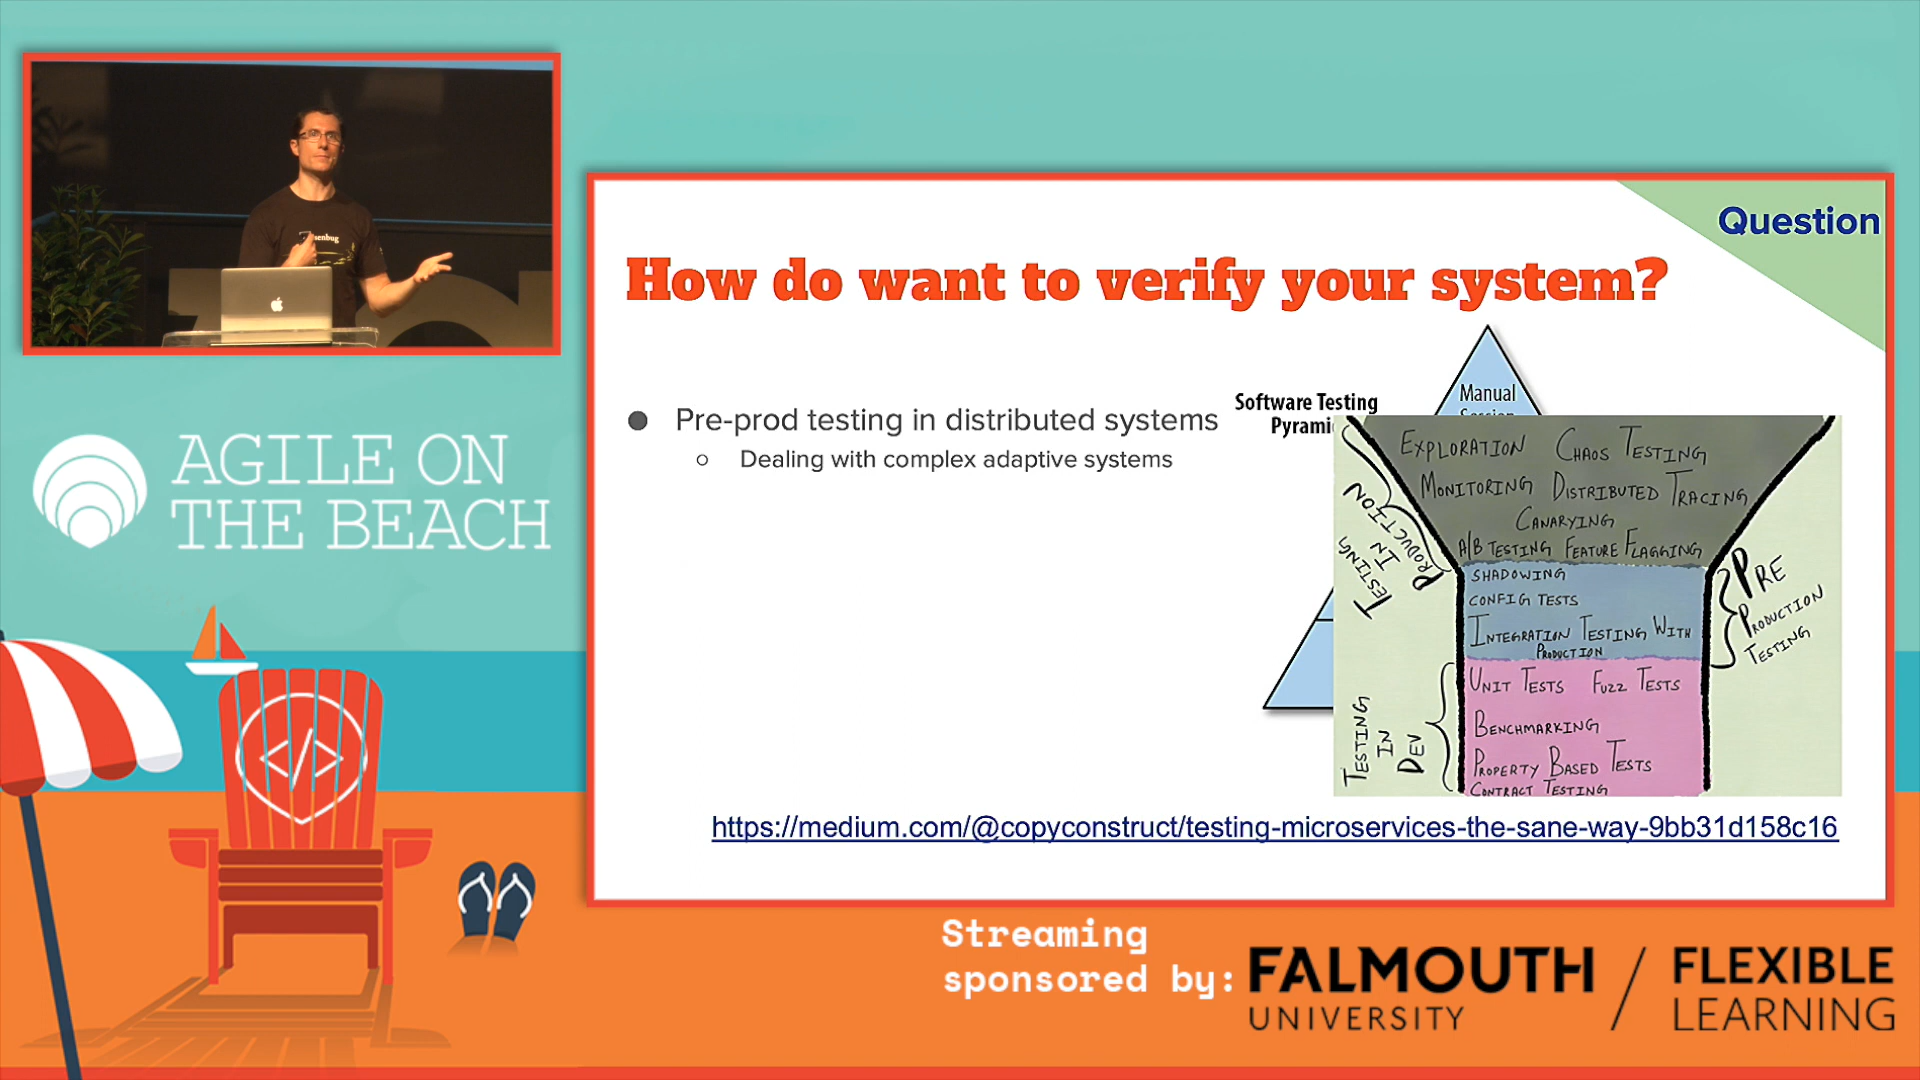 Question
How do want to verify your system?
● Pre-prod testing in distributed systems
○ Dealing with complex adaptive systems
Software Testing
Manual
EXPLORATION CHAOS TESTING
MONITORING DISTRIBUTED TRACING
CANARYING
A/B TESTING FEATURE FLAGGING
TESTING IN PRODUCTION
SHADOWING
CONFIG TESTS
INTEGRATION TESTING WITH
PRODUCTION
PRE
PRODUCTION
TESTING
UNIT TESTS FUZZ TESTS
BENCHMARKING
PROPERTY BASED TESTS
CONTRACT TESTING
TESTING
IN
DEV
https://medium.com/@copyconstruct/testing-microservices-the-sane-way-9bb31d158c16
AGILE ON
THE BEACH
</>
Streaming
sponsored by:
FALMOUTH
UNIVERSITY
/
FLEXIBLE
LEARNING